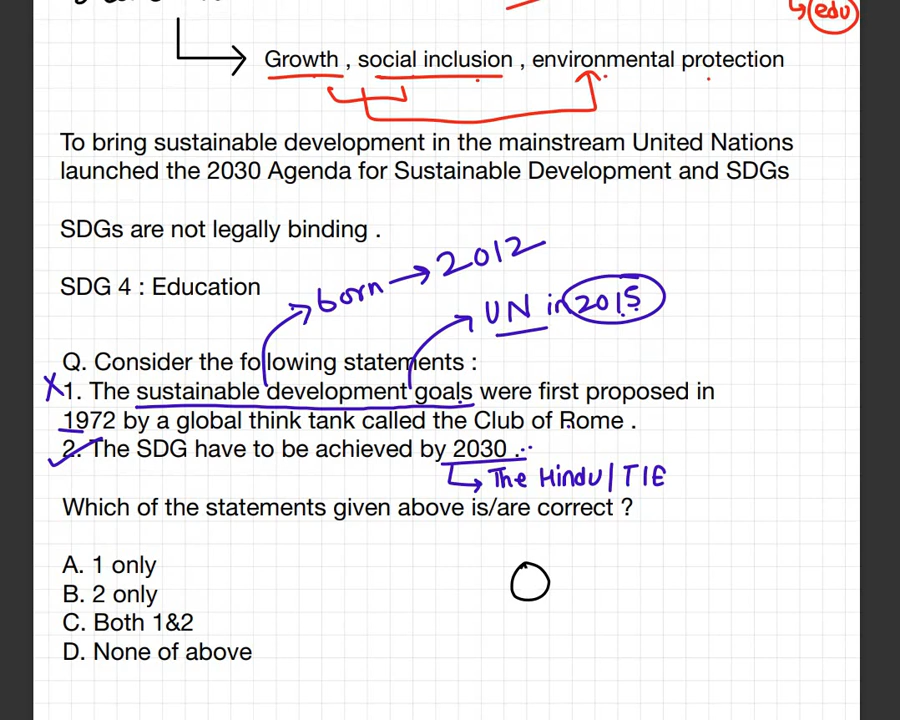 edu
Growth , social inclusion , environmental protection
To bring sustainable development in the mainstream United Nations
launched the 2030 Agenda for Sustainable Development and SDGs
SDGs are not legally binding .
SDG 4 : Education
born → 2012
UN in 2015
Q. Consider the following statements :
X 1. The sustainable development goals were first proposed in
1972 by a global think tank called the Club of Rome .
2. The SDG have to be achieved by 2030 .
The Hindu / TIE
Which of the statements given above is/are correct ?
A. 1 only
B. 2 only
C. Both 1&2
D. None of above